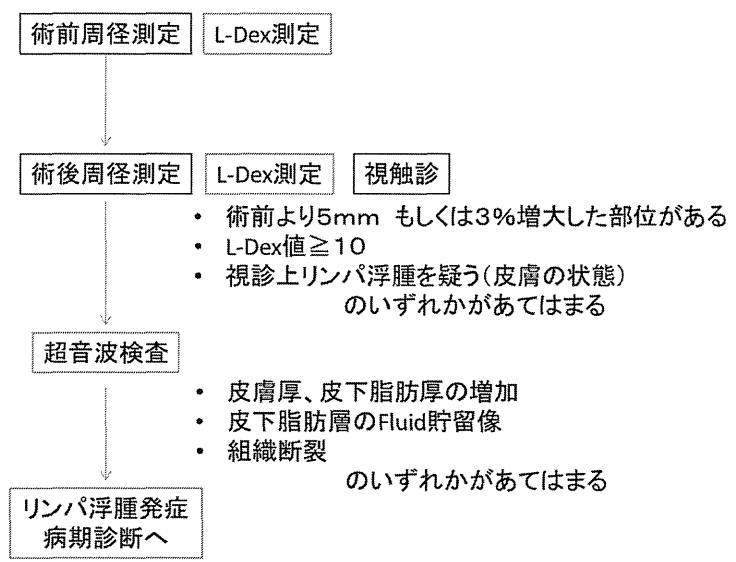 術前周径測定 L-Dex測定
術後周径測定 L-Dex測定 視触診
・ 術前より5mm もしくは3%増大した部位がある
・ L-Dex値≧10
・ 視診上リンパ浮腫を疑う(皮膚の状態)
のいずれかがあてはまる
超音波検査
・ 皮膚厚、皮下脂肪厚の増加
・ 皮下脂肪層のFluid貯留像
・ 組織断裂
のいずれかがあてはまる
リンパ浮腫発症
病期診断へ